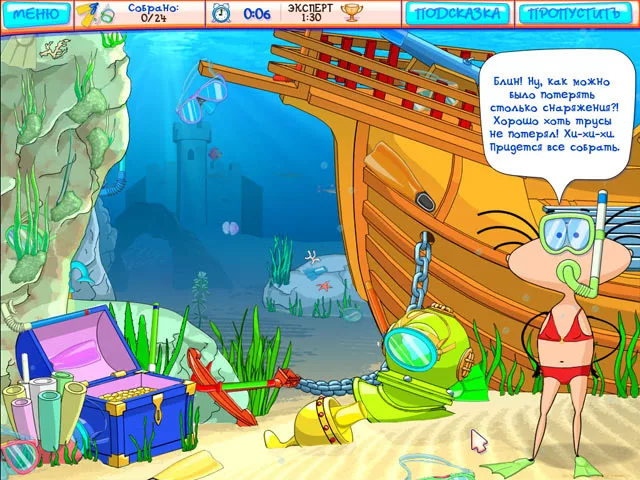 МЕНЮ
Собрано:
0/24
0:06
ЭКСПЕРТ
1:30
ПОДСКАЗКА
ПРОПУСТИТЬ
Блин! Ну, как можно
было потерять
столько снаряжения?!
Хорошо хоть трусы
не потерял! Хи-хи-хи.
Придется все собрать.